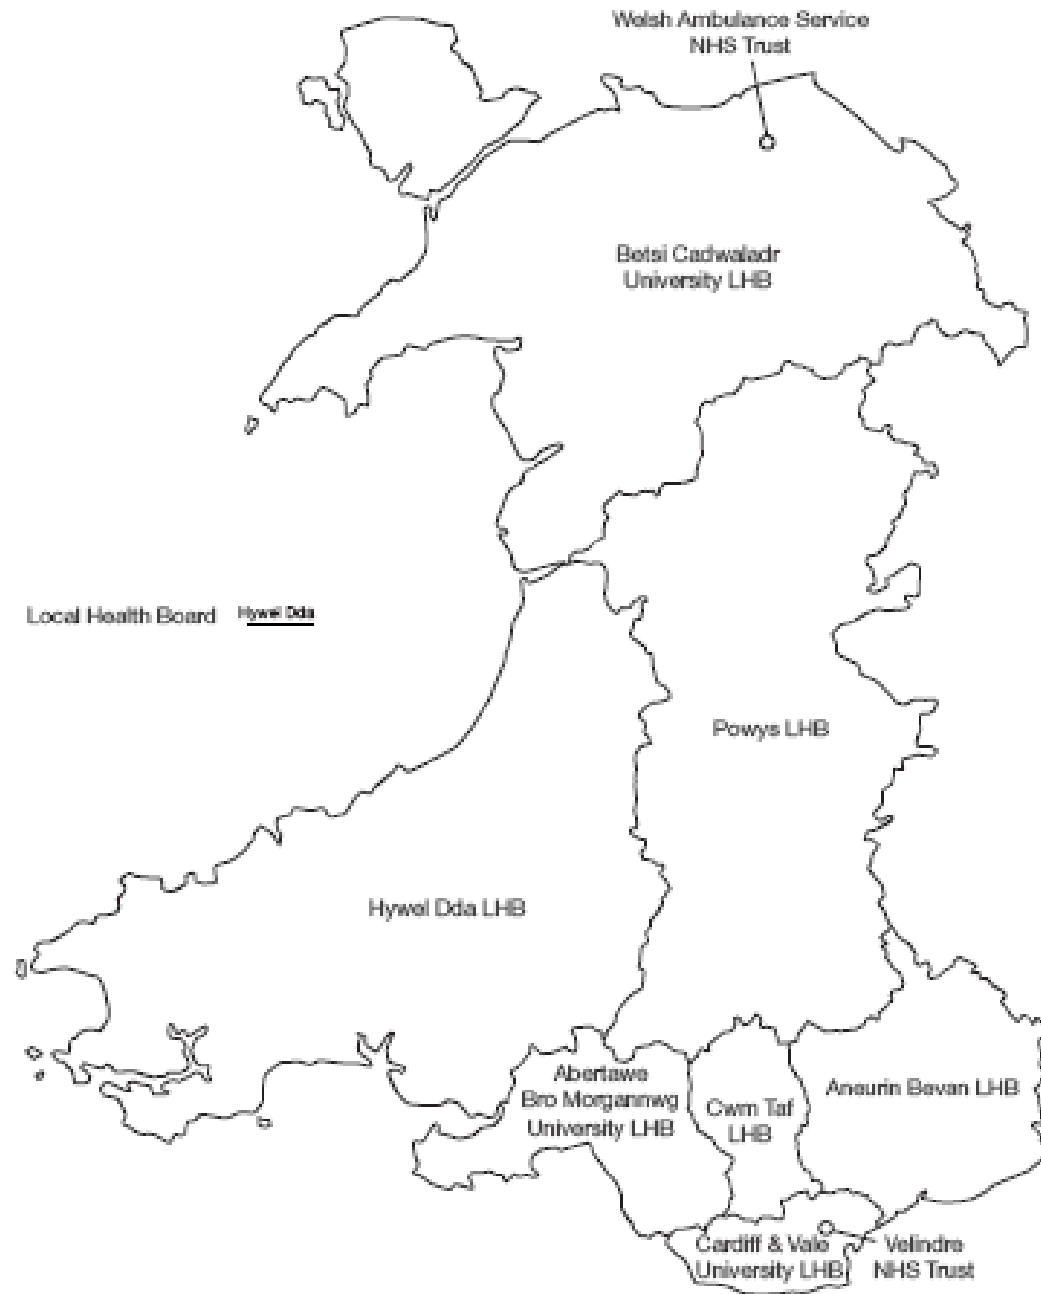 Welsh Ambulance Service
NHS Trust
Betsi Cadwaladr
University LHB
Local Health Board Hywel Dda
Powys LHB
Hywel Dda LHB
Abertawe
Bro Morgannwg
University LHB
Cwm Taf
LHB
Aneurin Bevan LHB
Cardiff & Vale
University LHB
Velindre
NHS Trust